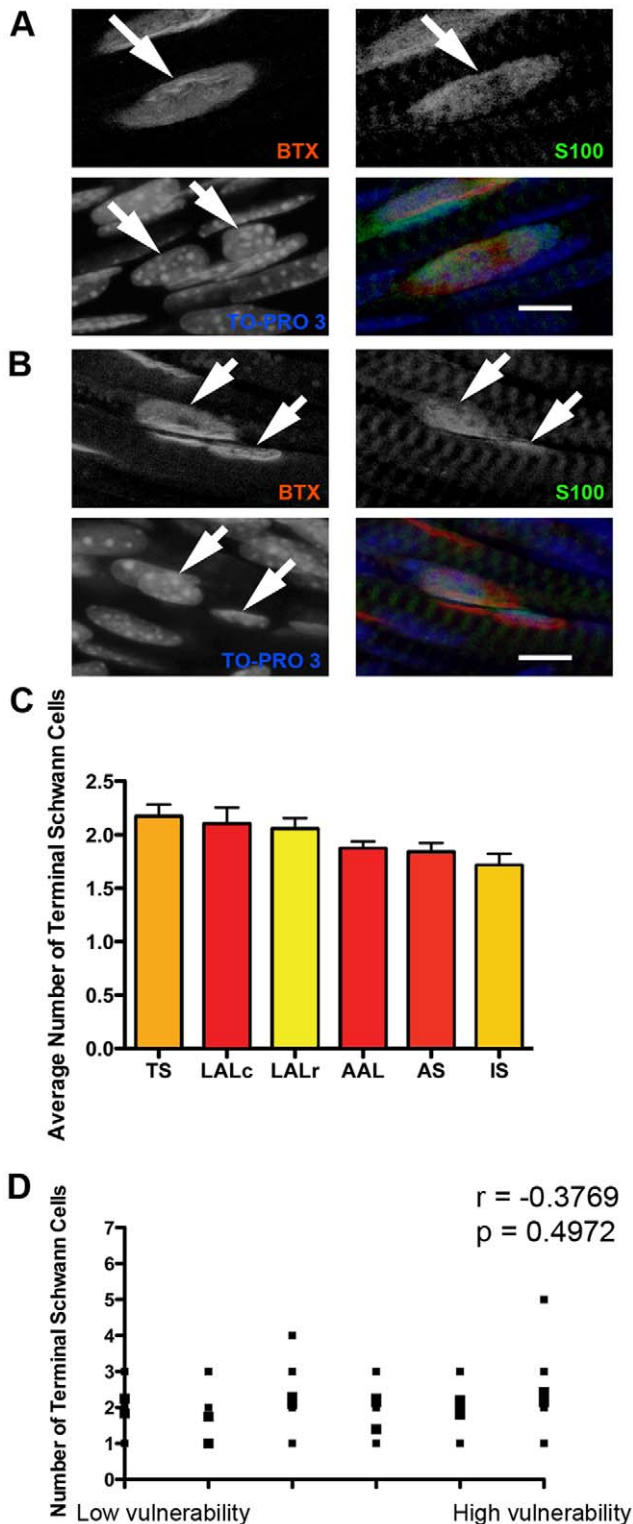 A
BTX
S100
TO-PRO 3
B
BTX
S100
TO-PRO 3
C
Average Number of Terminal Schwann Cells
2.5
2.0
1.5
1.0
0.5
0.0
TS LALc LALr AAL AS IS
D
r = -0.3769
p = 0.4972
Number of Terminal Schwann Cells
7
6
5
4
3
2
1
0
Low vulnerability High vulnerability